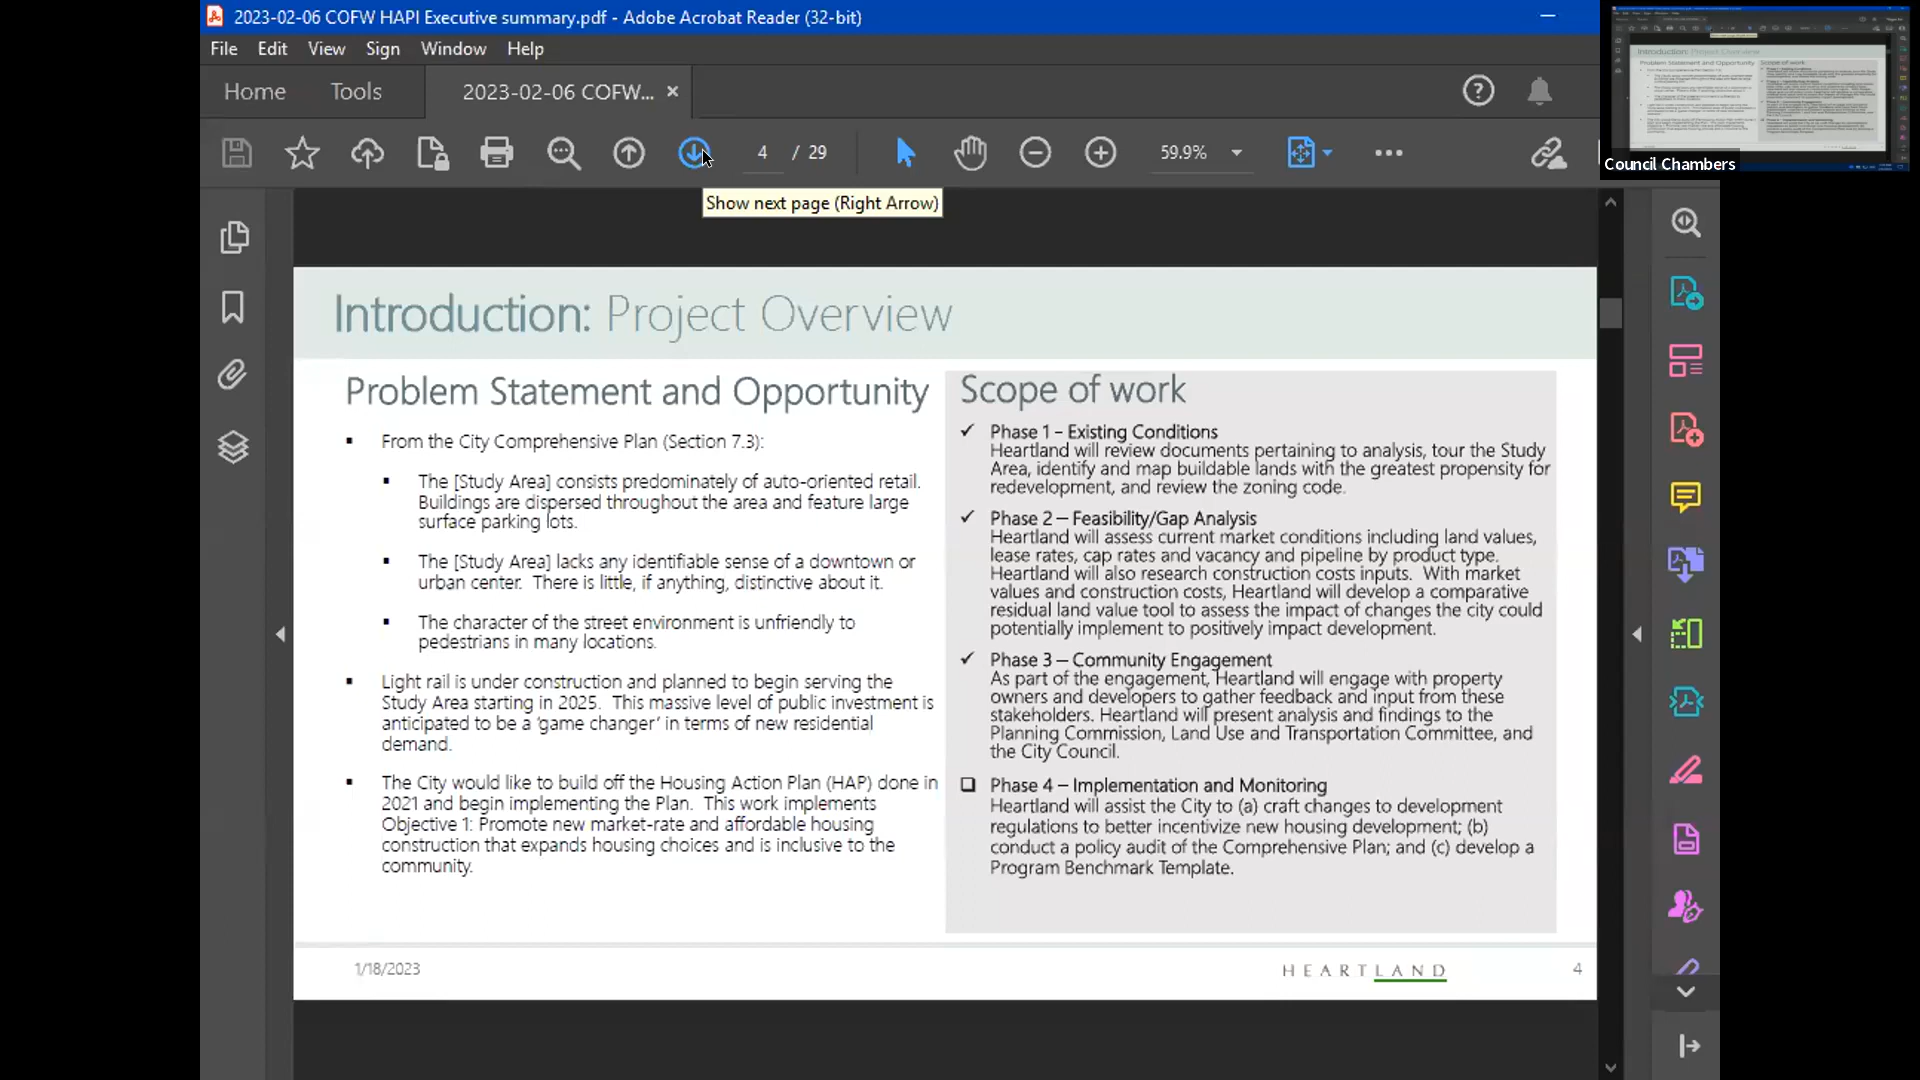 2023-02-06 COFW HAPI Executive summary.pdf - Adobe Acrobat Reader (32-bit)
File Edit View Sign Window Help
Home Tools 2023-02-06 COFW... ×
4 / 29 59.9%
Show next page (Right Arrow)
Council Chambers
Introduction: Project Overview
Problem Statement and Opportunity
From the City Comprehensive Plan (Section 7.3):
The [Study Area] consists predominately of auto-oriented retail.
Buildings are dispersed throughout the area and feature large
surface parking lots.
The [Study Area] lacks any identifiable sense of a downtown or
urban center. There is little, if anything, distinctive about it.
The character of the street environment is unfriendly to
pedestrians in many locations.
Light rail is under construction and planned to begin serving the
Study Area starting in 2025. This massive level of public investment is
anticipated to be a ‘game changer’ in terms of new residential
demand.
The City would like to build off the Housing Action Plan (HAP) done in
2021 and begin implementing the Plan. This work implements
Objective 1: Promote new market-rate and affordable housing
construction that expands housing choices and is inclusive to the
community.
Scope of work
Phase 1 – Existing Conditions
Heartland will review documents pertaining to analysis, tour the Study
Area, identify and map buildable lands with the greatest propensity for
redevelopment, and review the zoning code.
Phase 2 – Feasibility/Gap Analysis
Heartland will assess current market conditions including land values,
lease rates, cap rates and vacancy and pipeline by product type.
Heartland will also research construction costs inputs. With market
values and construction costs, Heartland will develop a comparative
residual land value tool to assess the impact of changes the city could
potentially implement to positively impact development.
Phase 3 – Community Engagement
As part of the engagement, Heartland will engage with property
owners and developers to gather feedback and input from these
stakeholders. Heartland will present analysis and findings to the
Planning Commission, Land Use and Transportation Committee, and
the City Council.
Phase 4 – Implementation and Monitoring
Heartland will assist the City to (a) craft changes to development
regulations to better incentivize new housing development; (b)
conduct a policy audit of the Comprehensive Plan; and (c) develop a
Program Benchmark Template.
1/18/2023
HEARTLAND
4